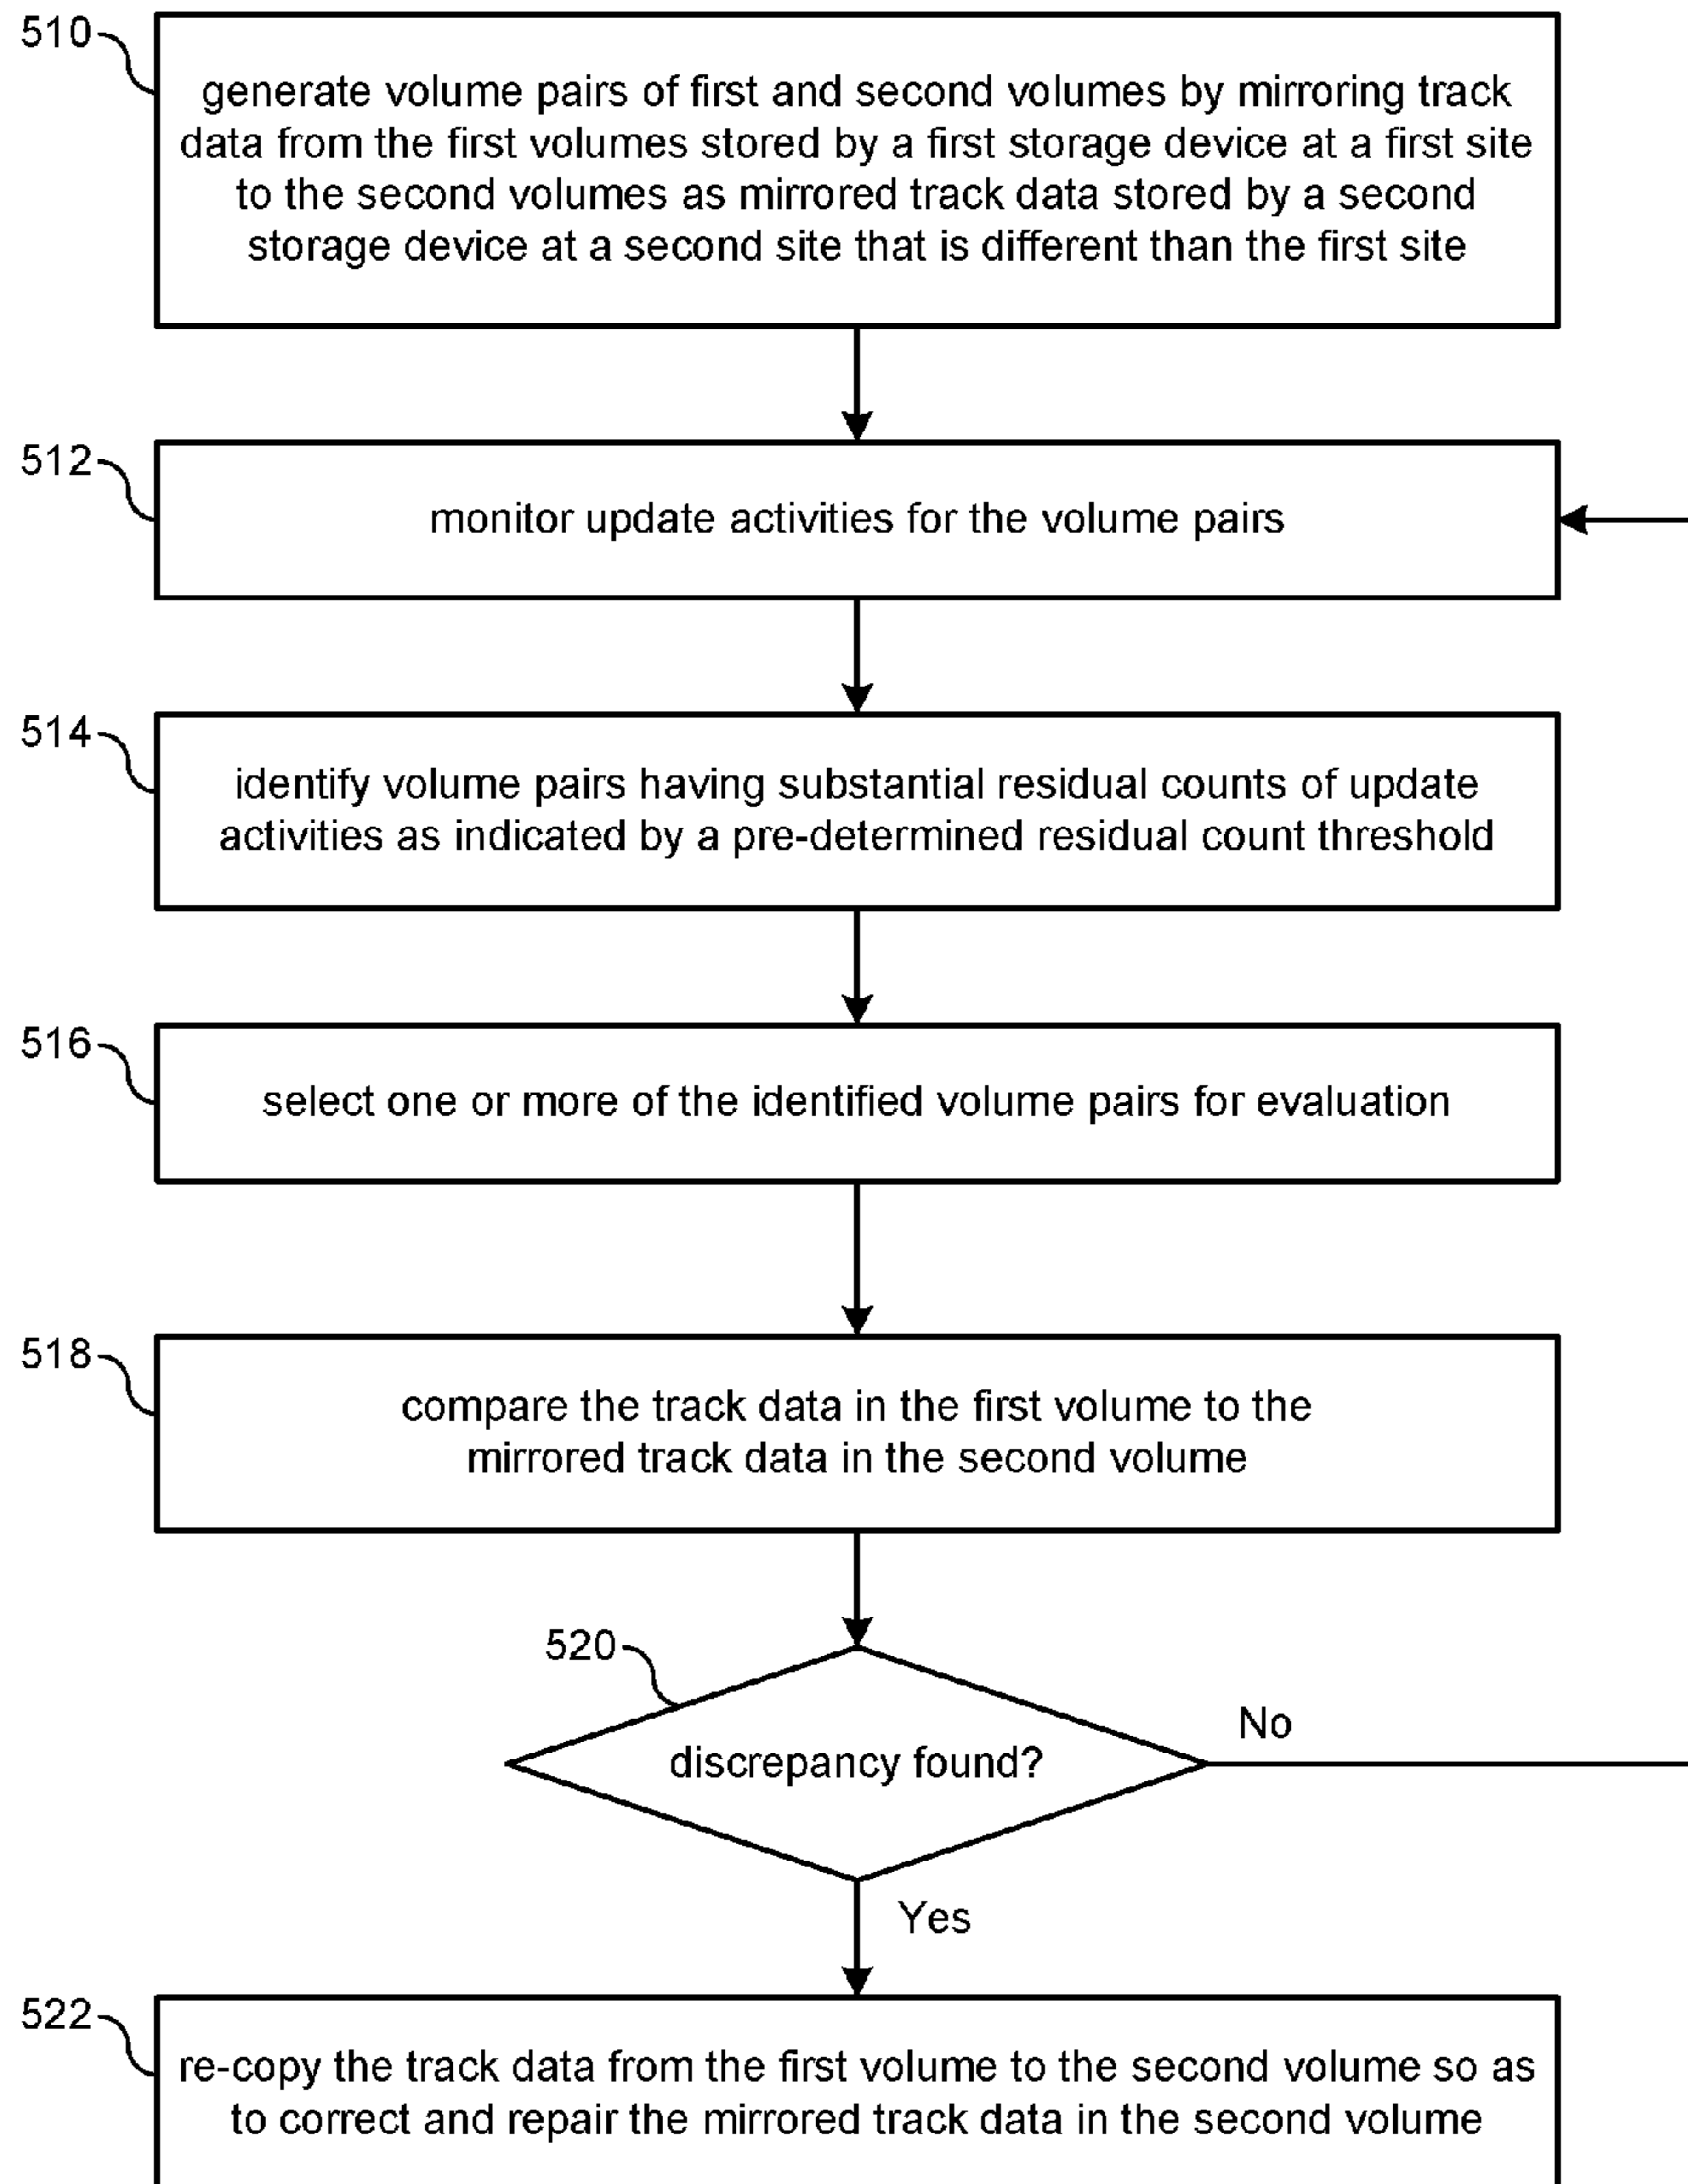 510
generate volume pairs of first and second volumes by mirroring track
data from the first volumes stored by a first storage device at a first site
to the second volumes as mirrored track data stored by a second
storage device at a second site that is different than the first site
512
monitor update activities for the volume pairs
514
identify volume pairs having substantial residual counts of update
activities as indicated by a pre-determined residual count threshold
516
select one or more of the identified volume pairs for evaluation
518
compare the track data in the first volume to the
mirrored track data in the second volume
520
discrepancy found?
No
Yes
522
re-copy the track data from the first volume to the second volume so as
to correct and repair the mirrored track data in the second volume